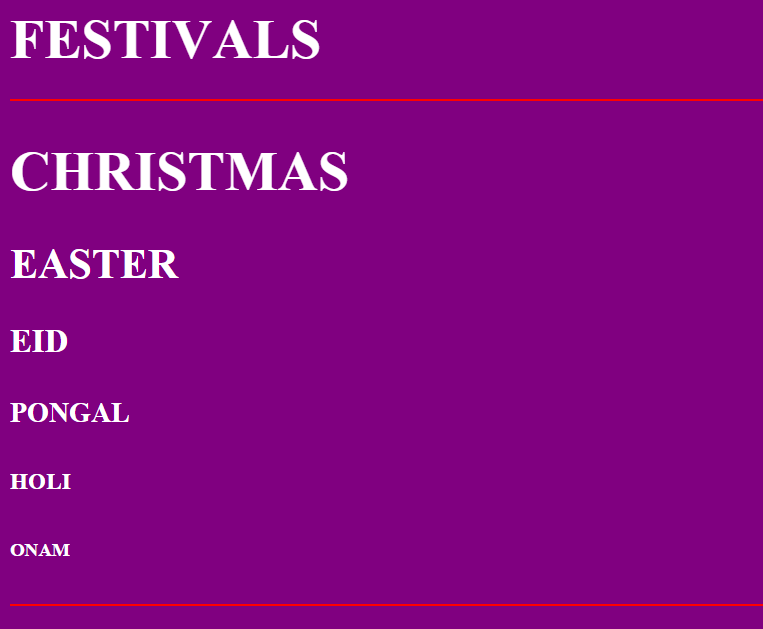 FESTIVALS
CHRISTMAS
EASTER
EID
PONGAL
HOLI
ONAM